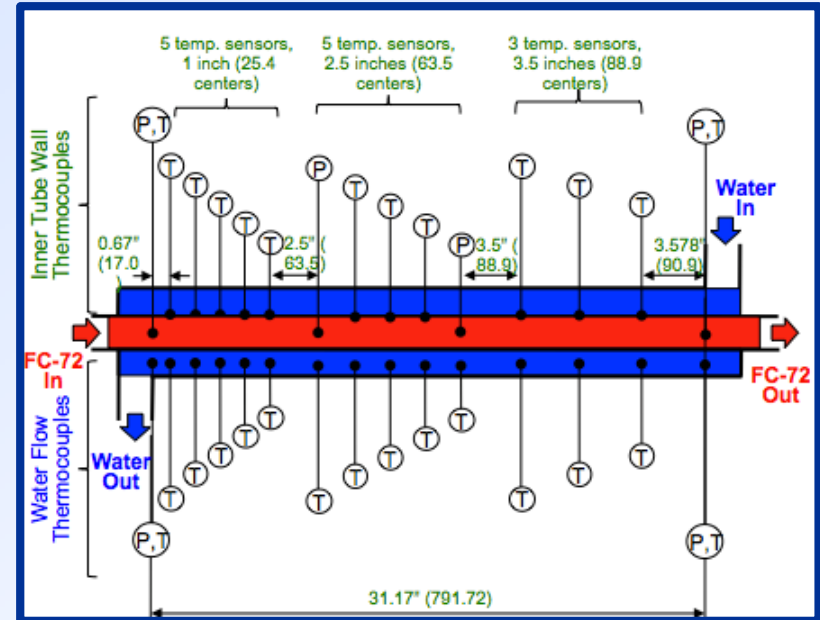 5 temp. sensors,
1 inch (25.4
centers)
5 temp. sensors,
2.5 inches (63.5
centers)
3 temp. sensors,
3.5 inches (88.9
centers)
Inner Tube Wall
Thermocouples
P,T
T
T
T
T
T
P
T
T
T
P
T
T
T
P,T
Water
In
0.67"
(17.0
)
2.5" (
63.5)
3.5" (
88.9)
3.578"
(90.9)
FC-72
In
FC-72
Out
Water
Out
Water Flow
Thermocouples
T
T
T
T
T
T
T
T
T
T
T
T
T
P,T
P,T
31.17" (791.72)